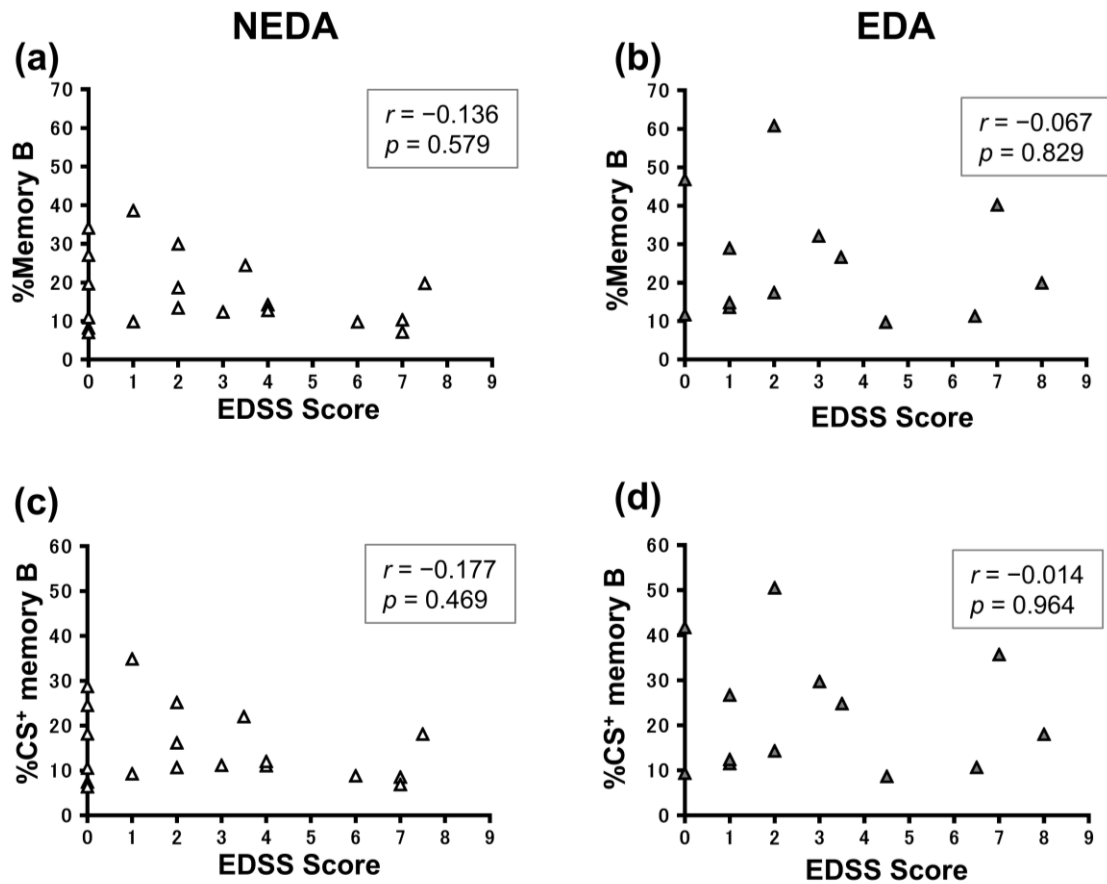 NEDA
EDA
(a)
%Memory B
70
60
50
40
30
20
10
0
r = −0.136
p = 0.579
0 1 2 3 4 5 6 7 8 9
EDSS Score
(b)
%Memory B
70
60
50
40
30
20
10
0
r = −0.067
p = 0.829
0 1 2 3 4 5 6 7 8 9
EDSS Score
(c)
%CS⁺ memory B
60
50
40
30
20
10
0
r = −0.177
p = 0.469
0 1 2 3 4 5 6 7 8 9
EDSS Score
(d)
%CS⁺ memory B
60
50
40
30
20
10
0
r = −0.014
p = 0.964
0 1 2 3 4 5 6 7 8 9
EDSS Score